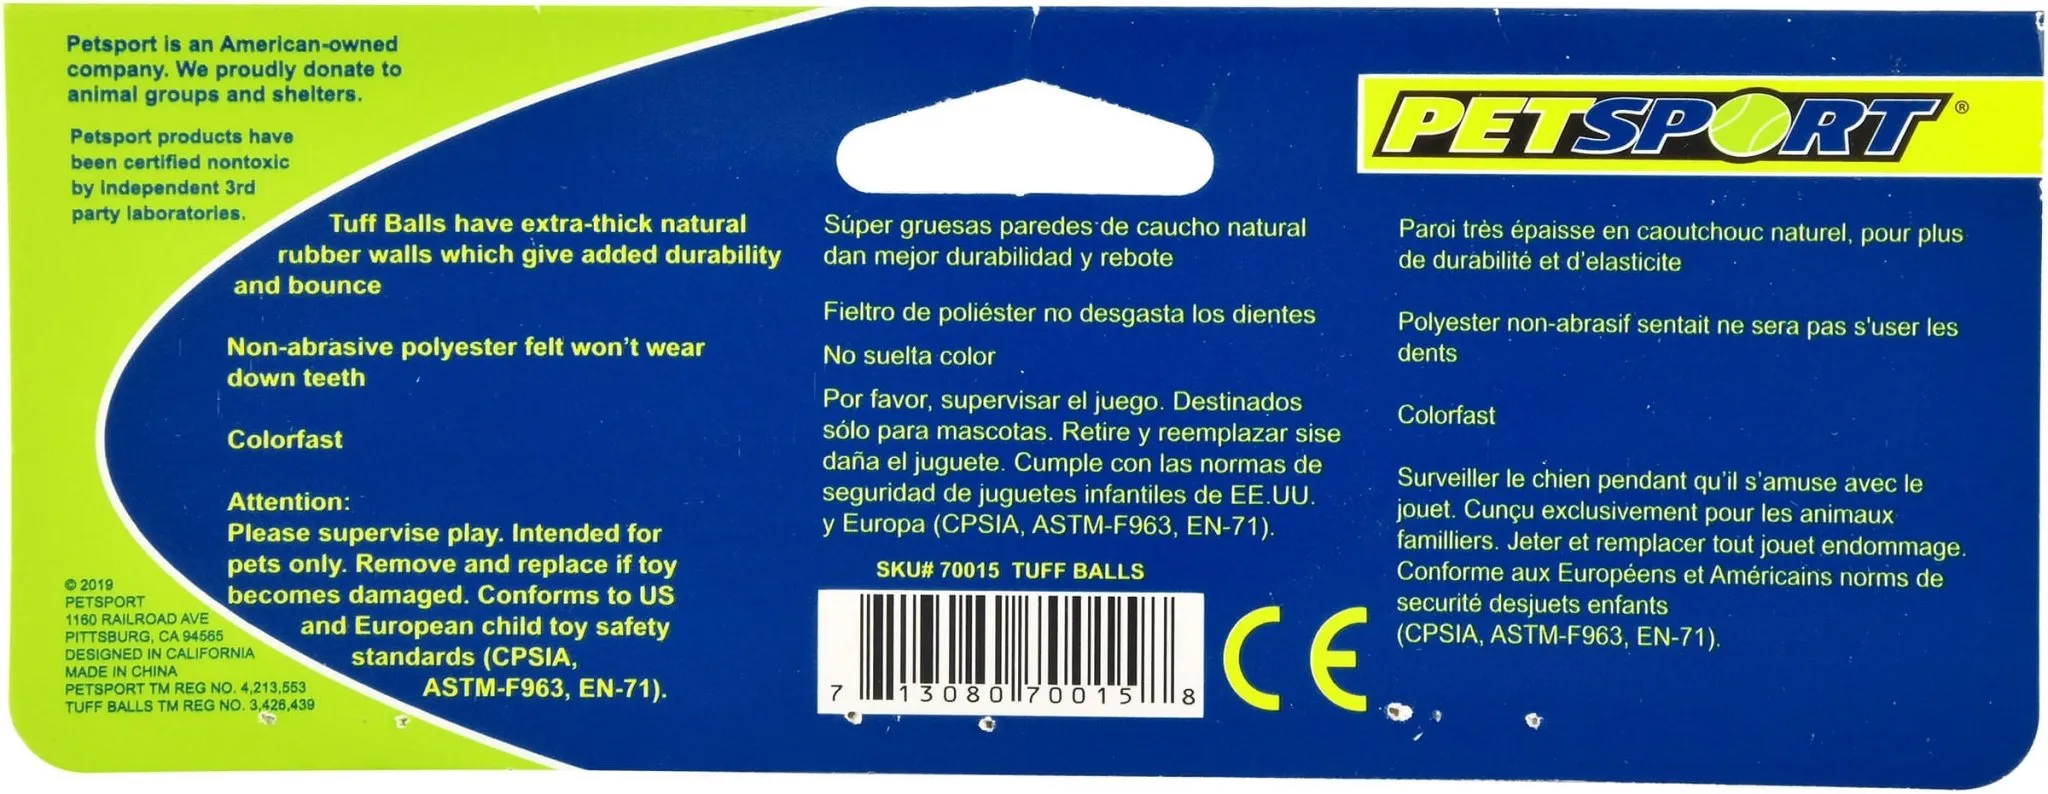 Petsport is an American-owned
company. We proudly donate to
animal groups and shelters.
Petsport products have
been certified nontoxic
by independent 3rd
party laboratories.
Tuff Balls have extra-thick natural
rubber walls which give added durability
and bounce
Non-abrasive polyester felt won't wear
down teeth
Colorfast
Attention:
Please supervise play. Intended for
pets only. Remove and replace if toy
becomes damaged. Conforms to US
and European child toy safety
standards (CPSIA,
ASTM-F963, EN-71).
© 2019
PETSPORT
1160 RAILROAD AVE
PITTSBURG, CA 94565
DESIGNED IN CALIFORNIA
MADE IN CHINA
PETSPORT TM REG NO. 4,213,553
TUFF BALLS TM REG NO. 3,426,439
Súper gruesas paredes de caucho natural
dan mejor durabilidad y rebote
Fieltro de poliéster no desgasta los dientes
No suelta color
Por favor, supervisar el juego. Destinados
sólo para mascotas. Retire y reemplazar sise
daña el juguete. Cumple con las normas de
seguridad de juguetes infantiles de EE.UU.
y Europa (CPSIA, ASTM-F963, EN-71).
SKU# 70015 TUFF BALLS
7 13080 70015 8
CE
PETSPORT®
Paroi très épaisse en caoutchouc naturel, pour plus
de durabilité et d'elasticite
Polyester non-abrasif sentait ne sera pas s'user les
dents
Colorfast
Surveiller le chien pendant qu'il s'amuse avec le
jouet. Cunçu exclusivement pour les animaux
familliers. Jeter et remplacer tout jouet endommage.
Conforme aux Européens et Américains norms de
securité desjuets enfants
(CPSIA, ASTM-F963, EN-71).